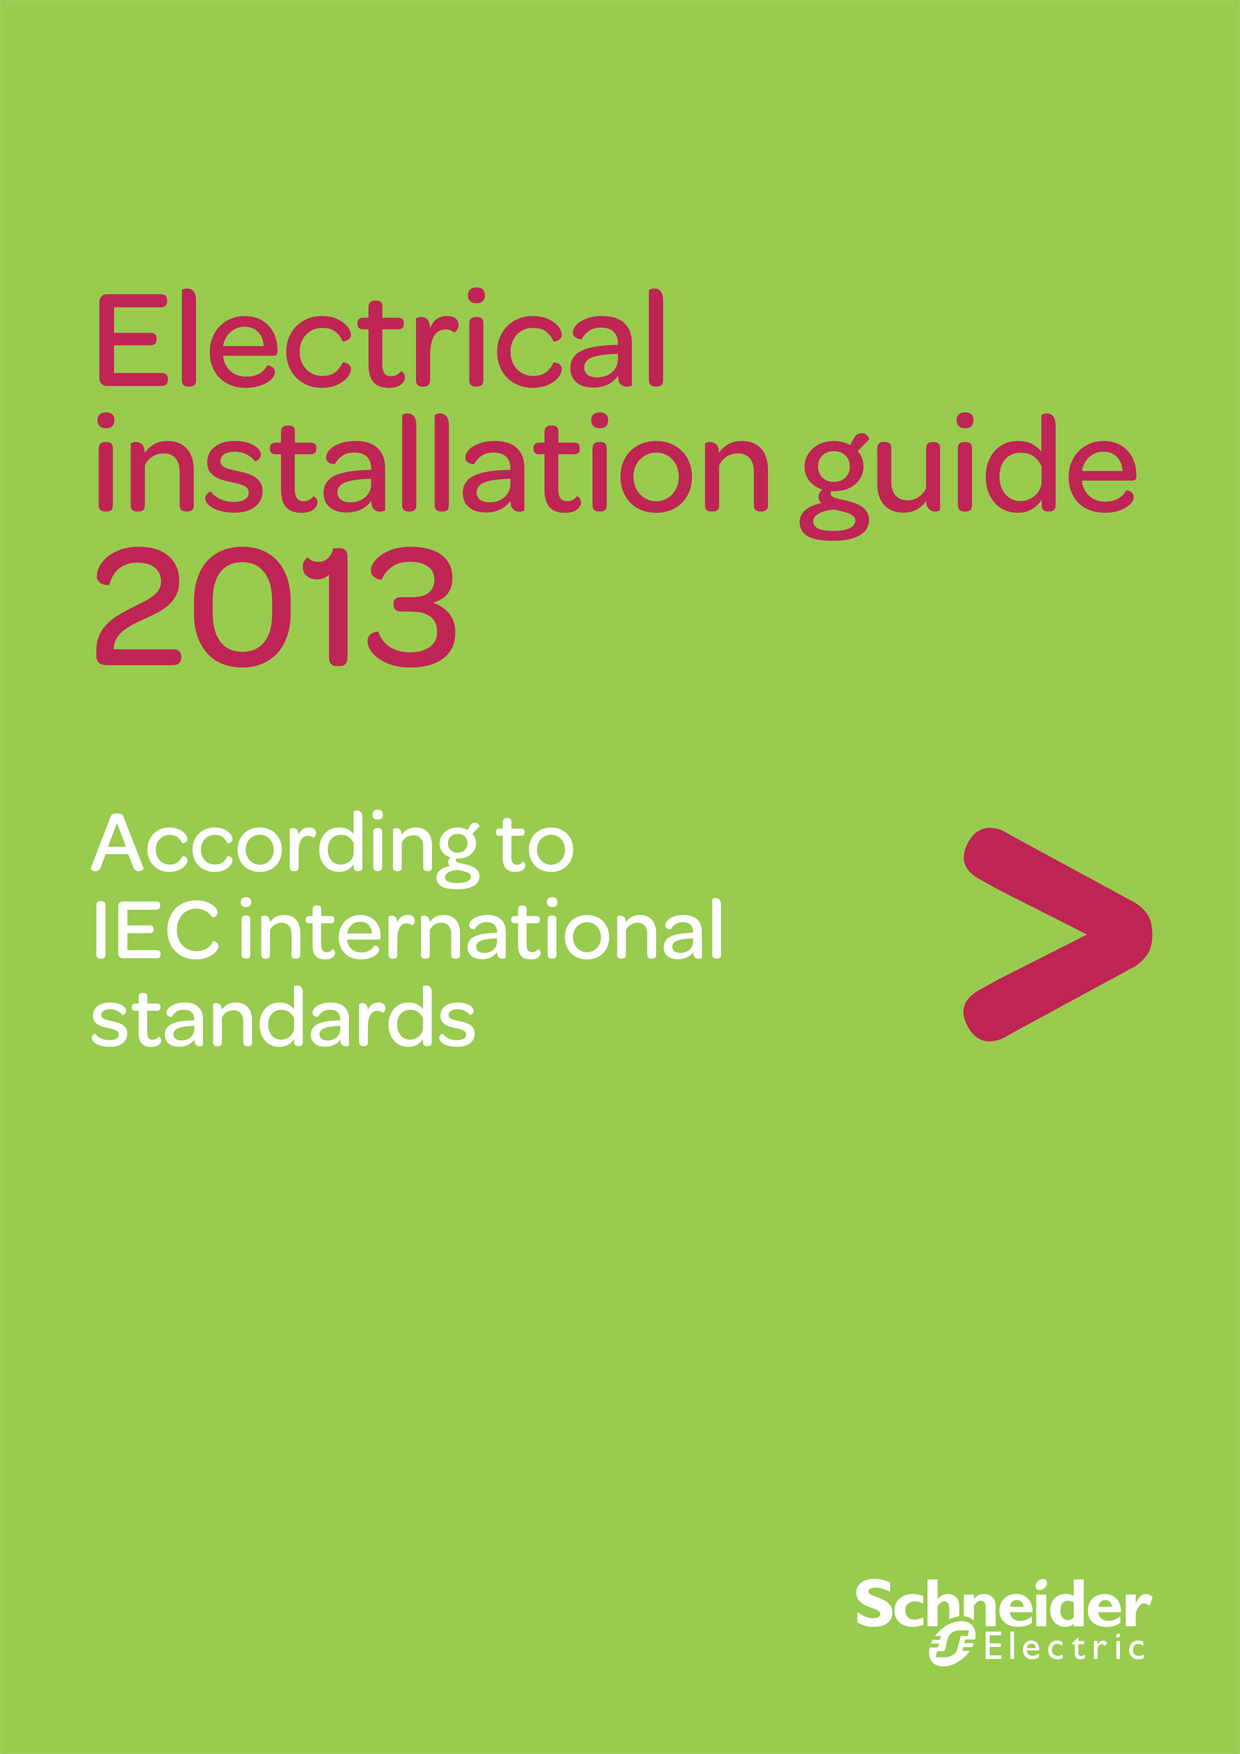 Electrical
installation guide
2013
According to
IEC international
standards
>
Schneider
Electric